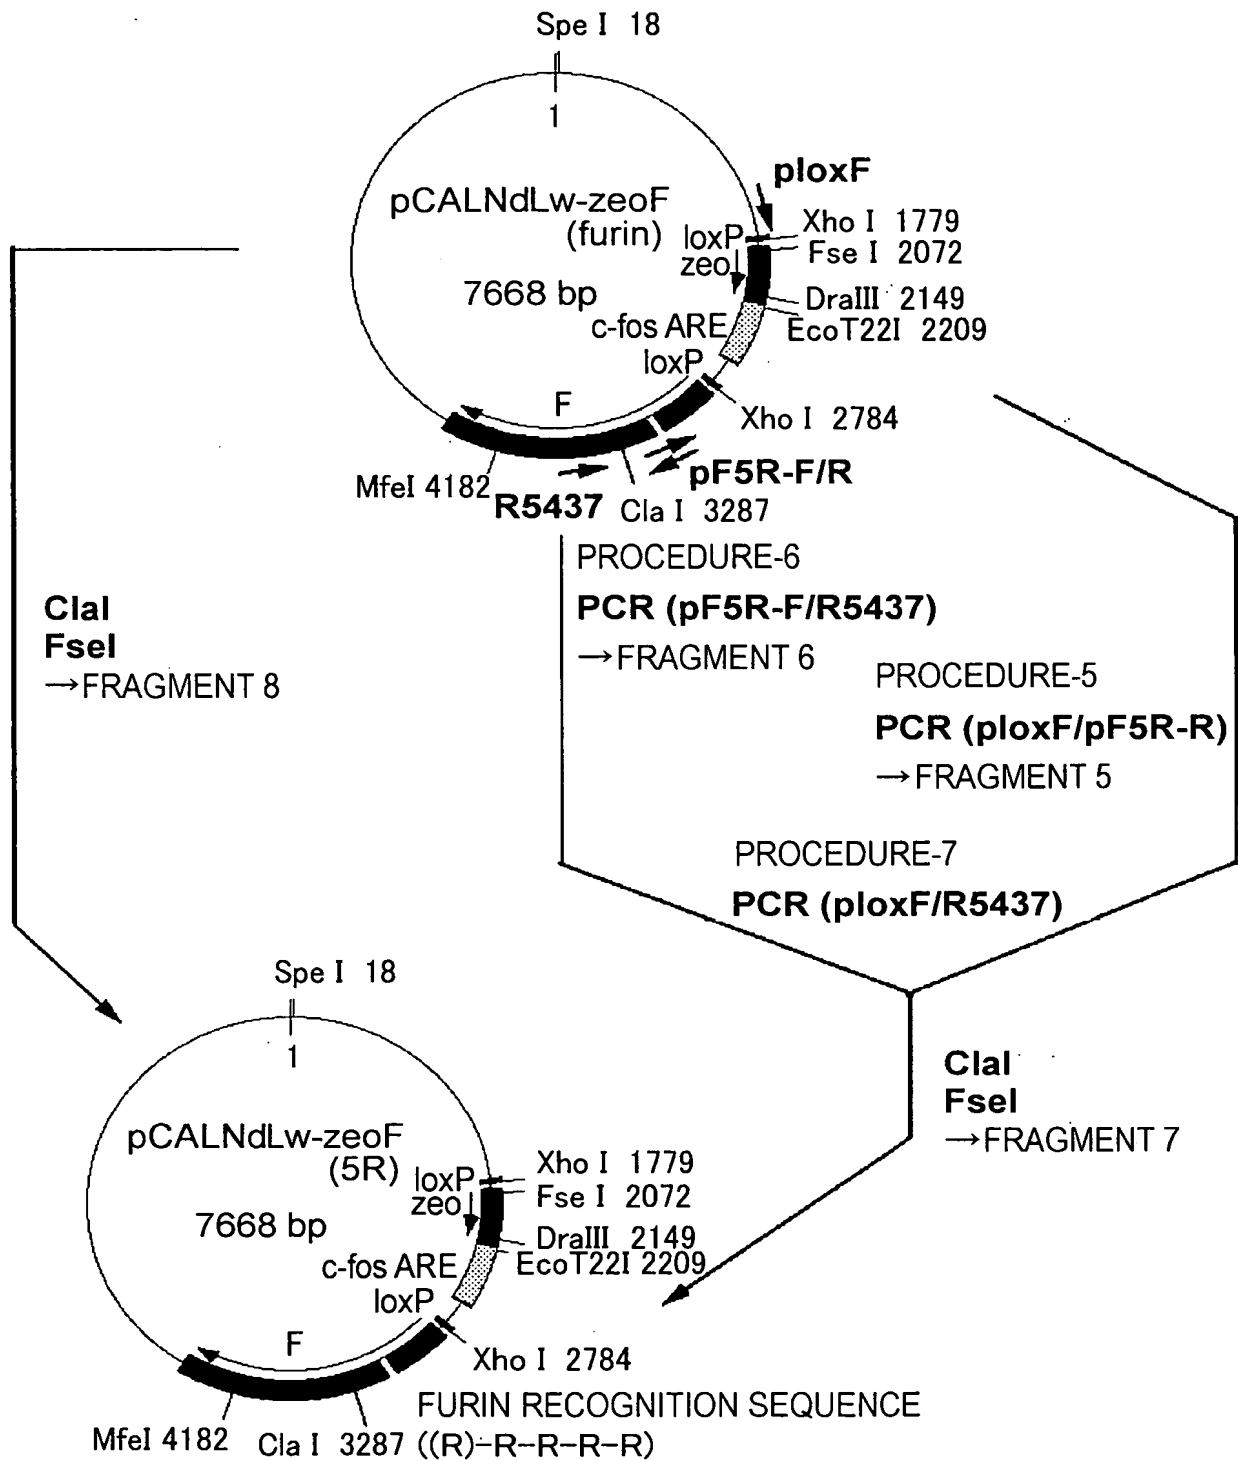 Spe I 18
1
pCALNdLw-zeoF
(furin)
7668 bp
ploxF
loxP
zeo
Xho I 1779
Fse I 2072
DraIII 2149
EcoT22I 2209
c-fos ARE
loxP
F
Xho I 2784
MfeI 4182
R5437
pF5R-F/R
Cla I 3287
PROCEDURE-6
PCR (pF5R-F/R5437)
→FRAGMENT 6
ClaI
FseI
→FRAGMENT 8
PROCEDURE-5
PCR (ploxF/pF5R-R)
→FRAGMENT 5
PROCEDURE-7
PCR (ploxF/R5437)
ClaI
FseI
→FRAGMENT 7
Spe I 18
1
pCALNdLw-zeoF
(5R)
7668 bp
loxP
zeo
Xho I 1779
Fse I 2072
DraIII 2149
EcoT22I 2209
c-fos ARE
loxP
F
Xho I 2784
MfeI 4182
Cla I 3287
FURIN RECOGNITION SEQUENCE
((R)-R-R-R-R)